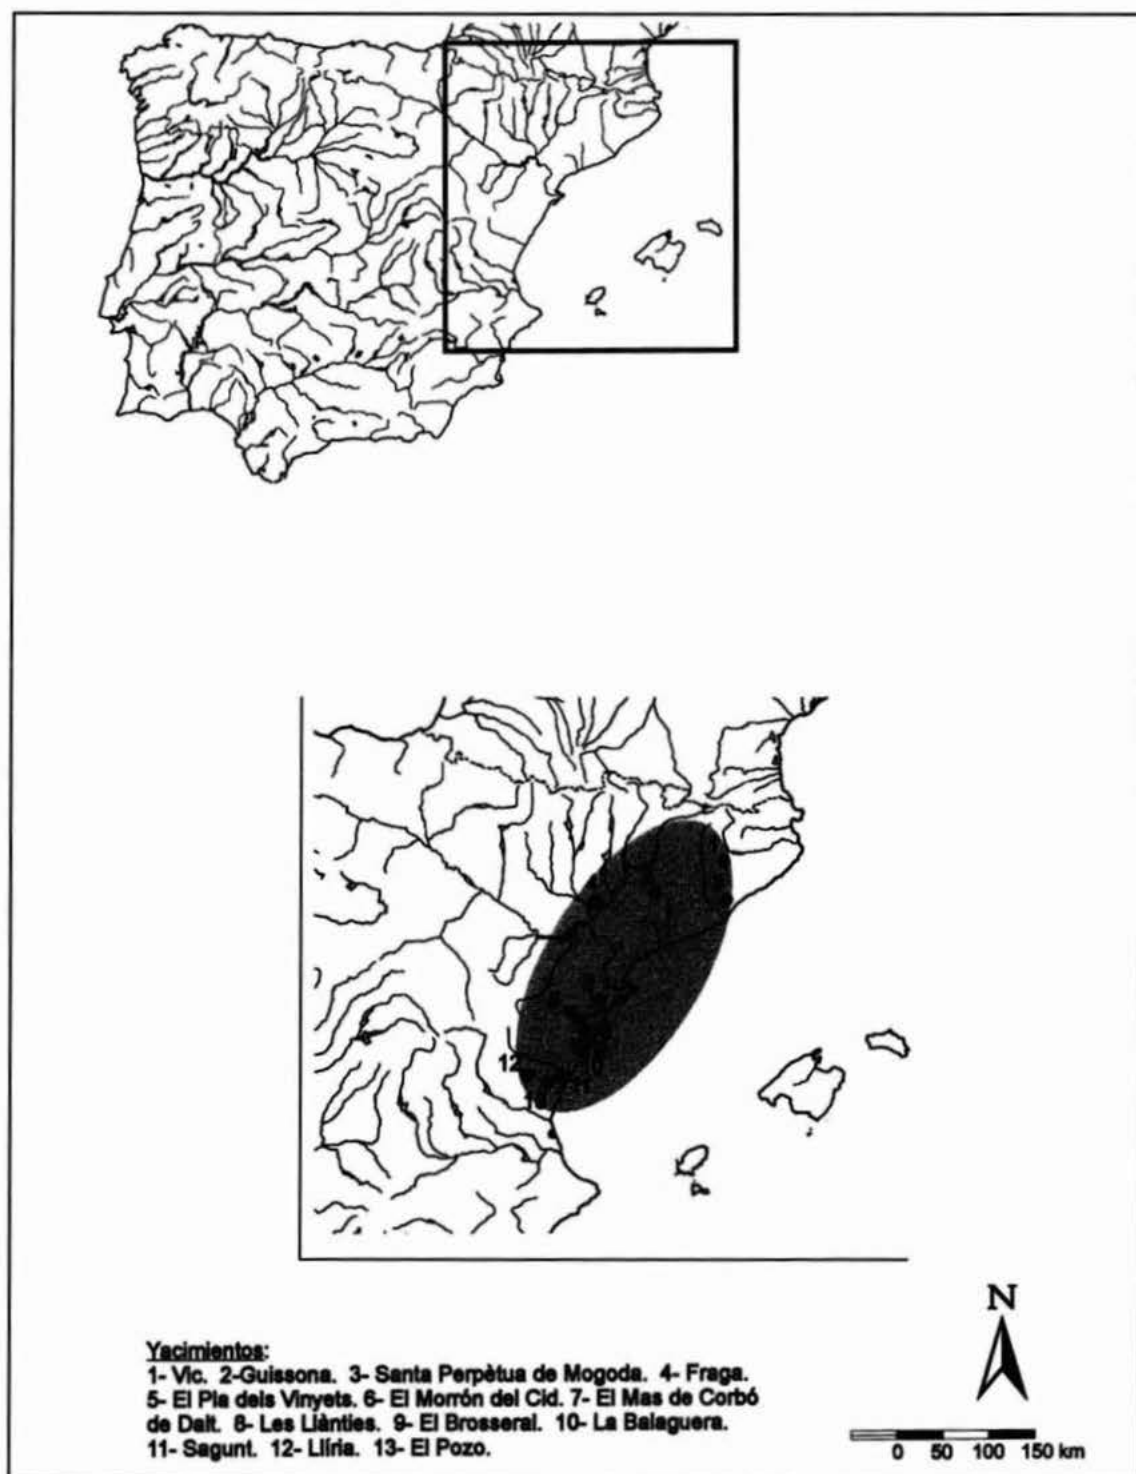 12
N
Yacimientos:
1- Vic. 2-Guissona. 3- Santa Perpètua de Mogoda. 4- Fraga.
5- El Pla dels Vinyets. 6- El Morrón del Cid. 7- El Mas de Corbó
de Dalt. 8- Les Llànties. 9- El Brosseral. 10- La Balaguera.
11- Sagunt. 12- Llíria. 13- El Pozo.
0 50 100 150 km